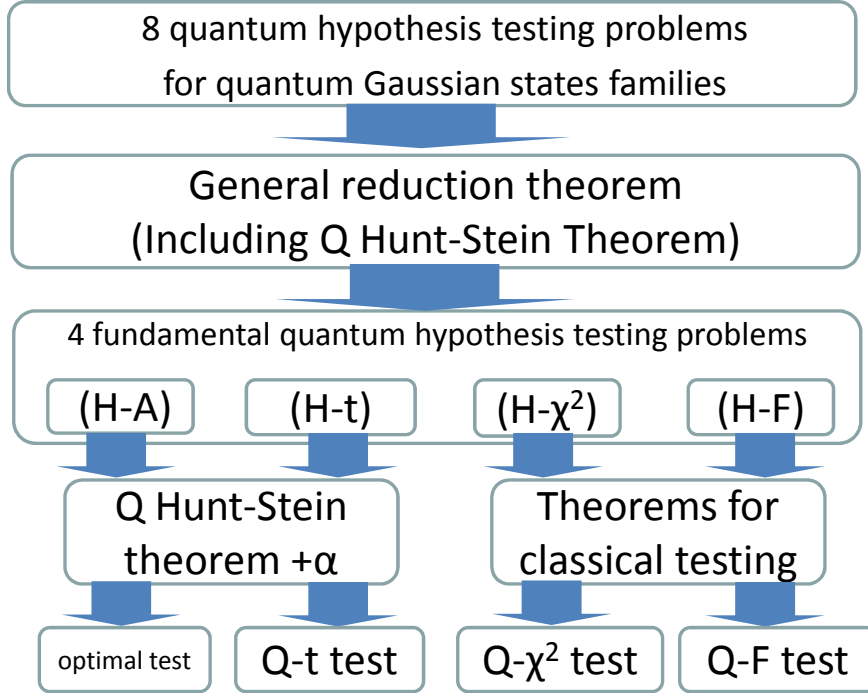 8 quantum hypothesis testing problems
for quantum Gaussian states families
General reduction theorem
(Including Q Hunt-Stein Theorem)
4 fundamental quantum hypothesis testing problems
(H-A) (H-t) (H-χ²) (H-F)
Q Hunt-Stein
theorem +α
Theorems for
classical testing
optimal test Q-t test Q-χ² test Q-F test